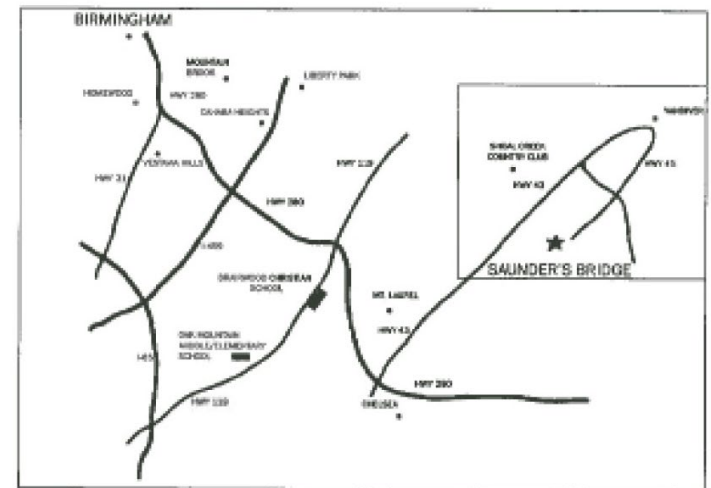 BIRMINGHAM
MOUNTAIN
BROOK
LIBERTY PARK
HOMEWOOD
HWY 280
CAHABA HEIGHTS
VESTAVIA HILLS
HWY 31
HWY 119
HWY 280
I-459
BRIARWOOD CHRISTIAN
SCHOOL
MT LAUREL
HWY 43
OAK MOUNTAIN
MIDDLE/ELEMENTARY
SCHOOL
I-65
HWY 280
HWY 119
CHELSEA
VANDIVER
SHOAL CREEK
COUNTRY CLUB
HWY 43
HWY 45
SAUNDER'S BRIDGE